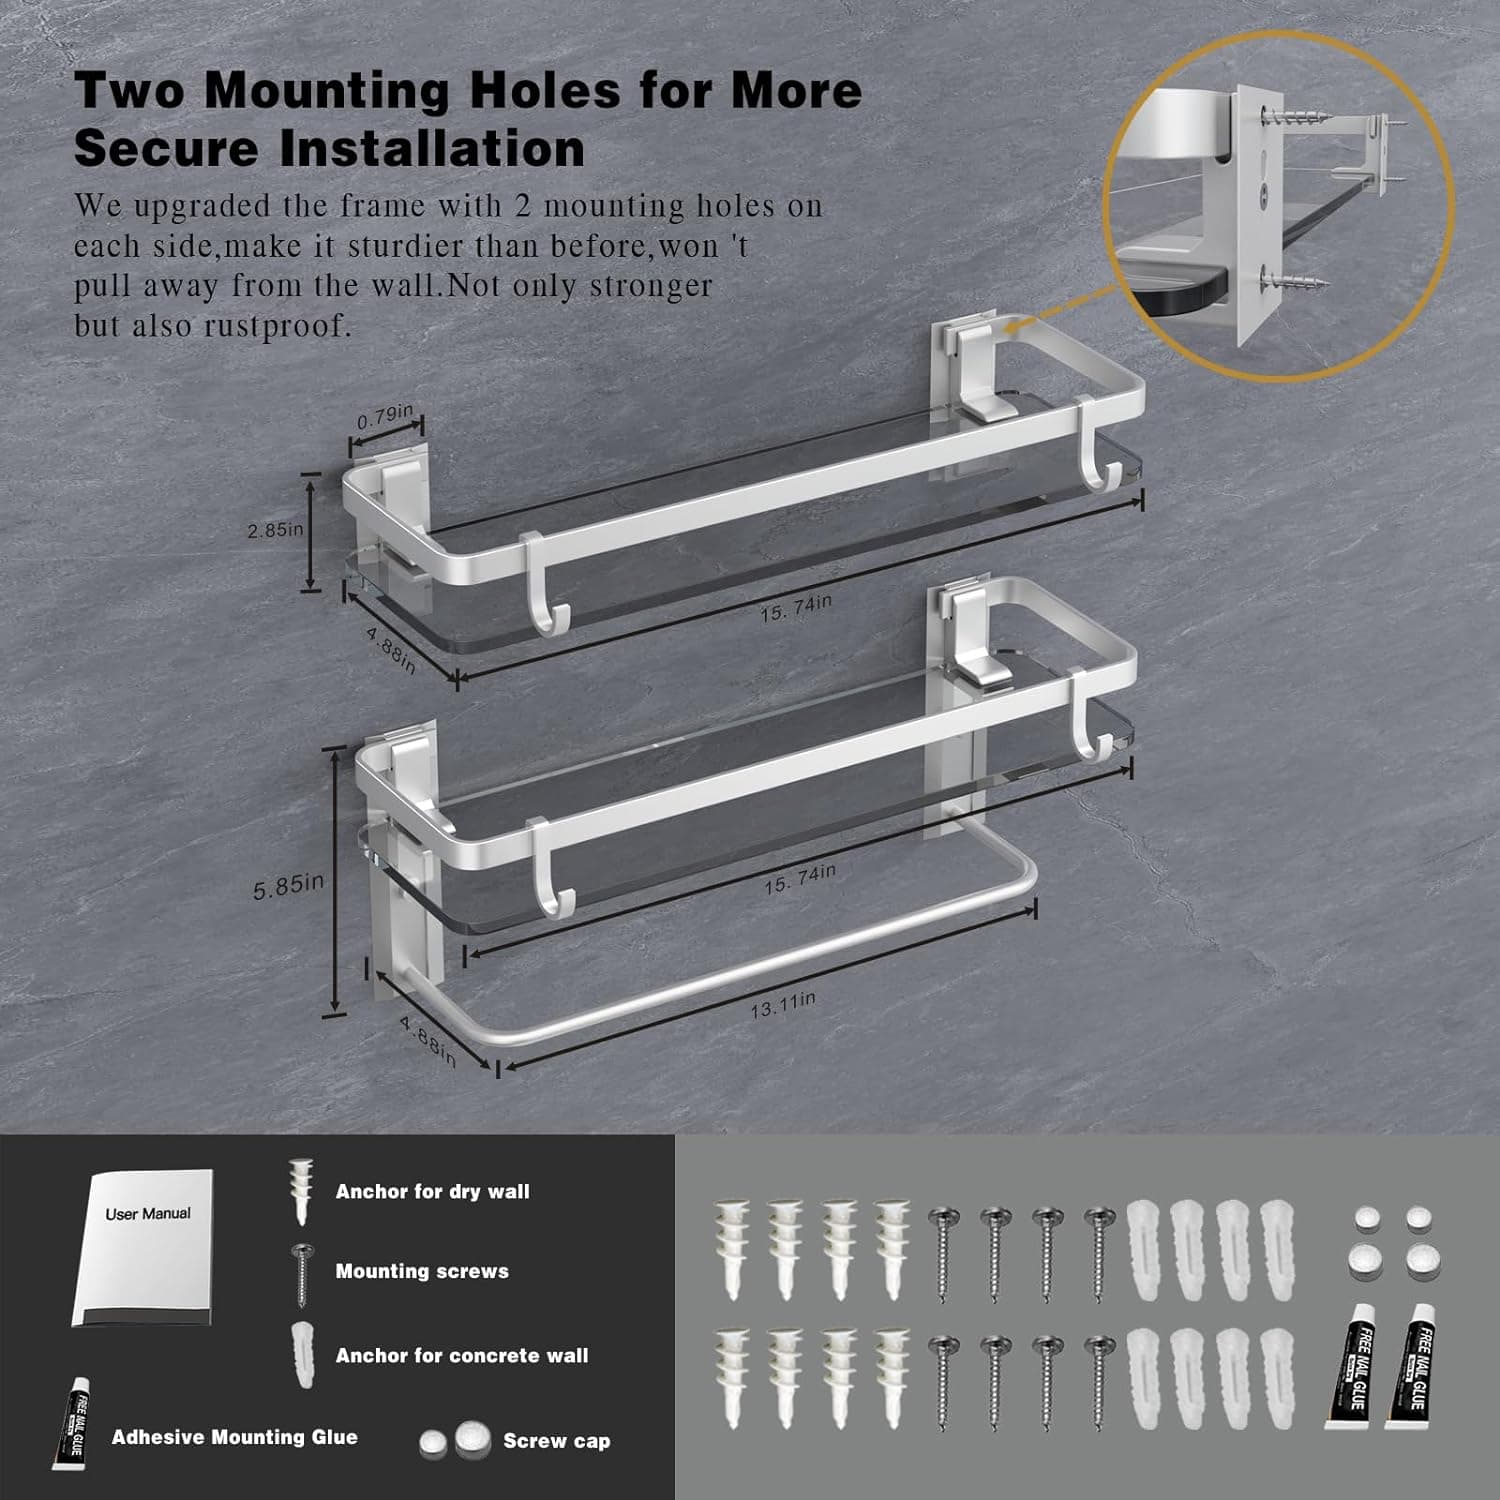 Two Mounting Holes for More
Secure Installation
We upgraded the frame with 2 mounting holes on
each side,make it sturdier than before,won 't
pull away from the wall.Not only stronger
but also rustproof.
0.79in
2.85in
4.88in
15. 74in
5.85in
15. 74in
4.88in
13.11in
User Manual
Anchor for dry wall
Mounting screws
Anchor for concrete wall
FREE NAIL GLUE
Adhesive Mounting Glue
Screw cap
FREE NAIL GLUE
FREE NAIL GLUE